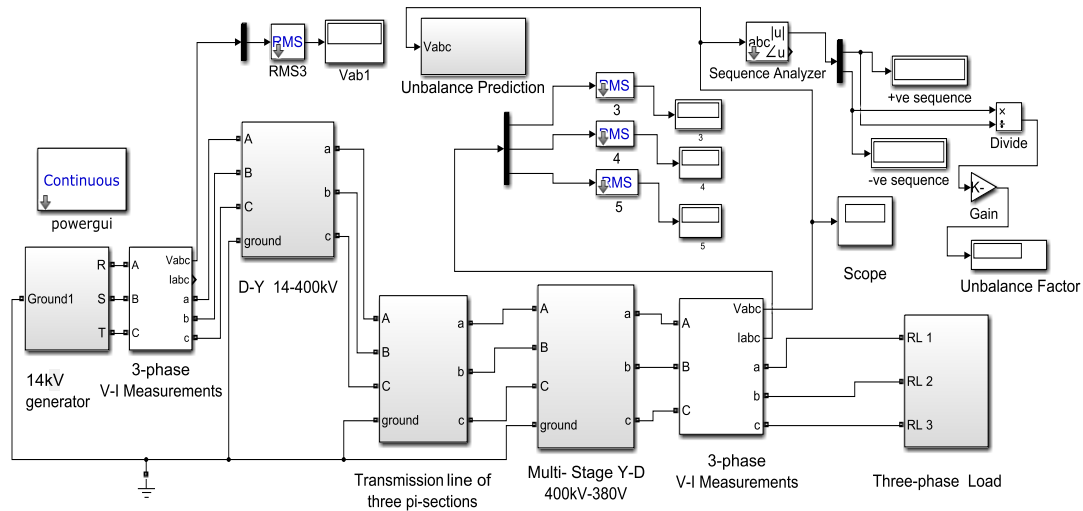 RMS
RMS3
Vab1
Vabc
Unbalance Prediction
abc
|u|
∠u
Sequence Analyzer
+ve sequence
×
÷
Divide
-ve sequence
K-
Gain
Unbalance Factor
RMS
3
3
RMS
4
4
RMS
5
5
Scope
Continuous
powergui
A
B
C
ground
a
b
c
D-Y 14-400kV
Ground1
R
S
T
14kV
generator
A
B
C
Vabc
Iabc
a
b
c
3-phase
V-I Measurements
A
B
C
ground
a
b
c
Transmission line of
three pi-sections
A
B
C
ground
a
b
c
Multi- Stage Y-D
400kV-380V
A
B
C
Vabc
Iabc
a
b
c
3-phase
V-I Measurements
RL 1
RL 2
RL 3
Three-phase Load